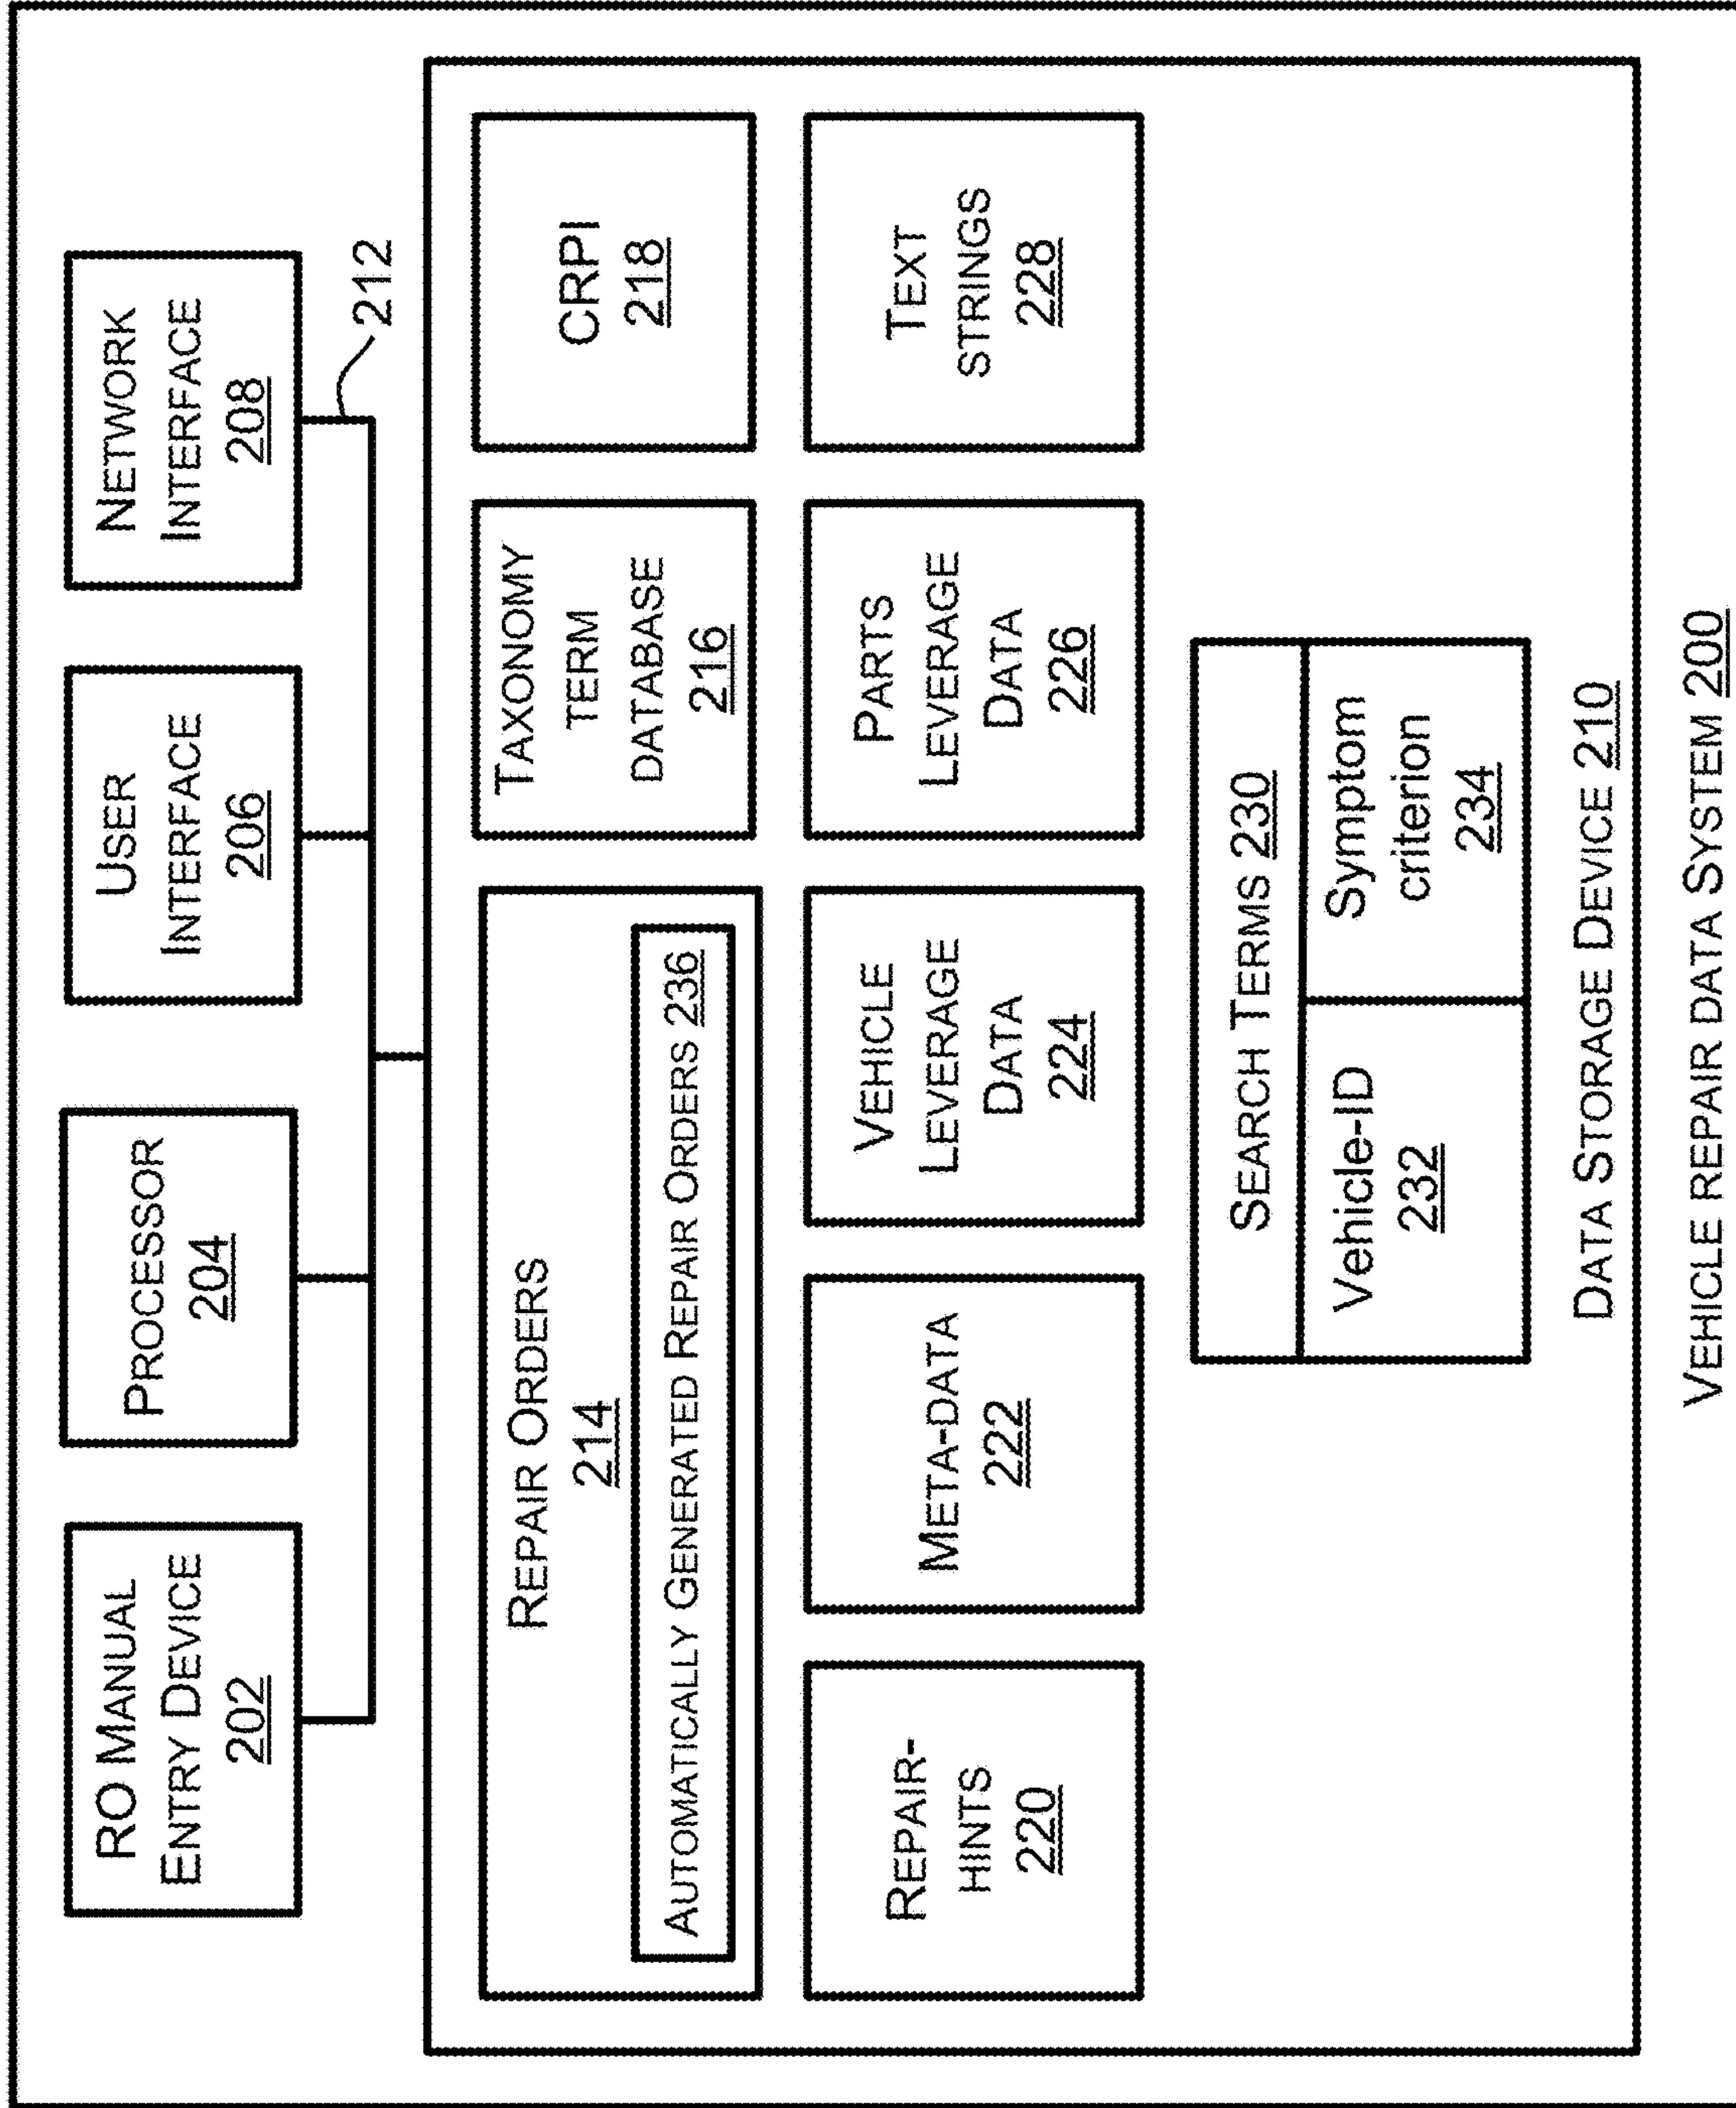 RO MANUAL
ENTRY DEVICE
202
PROCESSOR
204
USER
INTERFACE
206
NETWORK
INTERFACE
208
212
REPAIR ORDERS
214
AUTOMATICALLY GENERATED REPAIR ORDERS 236
TAXONOMY
TERM
DATABASE
216
CRPI
218
REPAIR-
HINTS
220
META-DATA
222
VEHICLE
LEVERAGE
DATA
224
PARTS
LEVERAGE
DATA
226
TEXT
STRINGS
228
SEARCH TERMS 230
Vehicle-ID
232
Symptom
criterion
234
DATA STORAGE DEVICE 210
VEHICLE REPAIR DATA SYSTEM 200